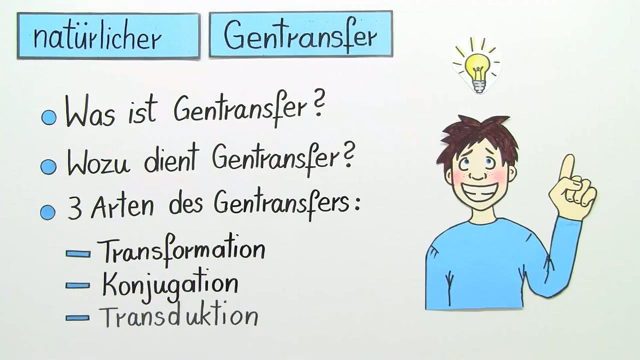 natürlicher Gentransfer
Was ist Gentransfer?
Wozu dient Gentransfer?
3 Arten des Gentransfers:
Transformation
Konjugation
Transduktion